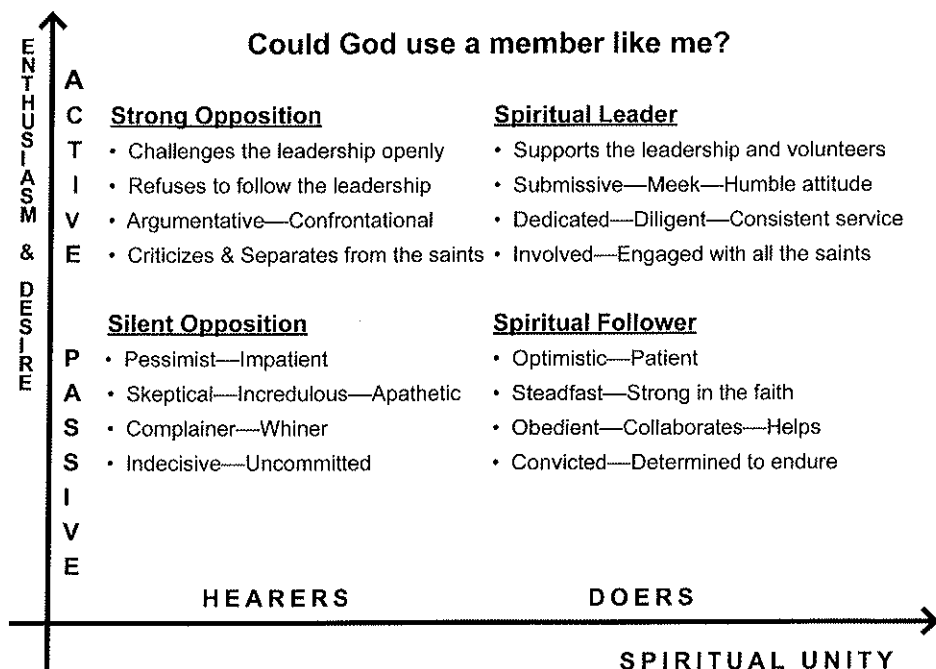 Could God use a member like me?
ENTHUSIASM & DESIRE
ACTIVE
Strong Opposition
• Challenges the leadership openly
• Refuses to follow the leadership
• Argumentative—Confrontational
• Criticizes & Separates from the saints
Spiritual Leader
• Supports the leadership and volunteers
• Submissive—Meek—Humble attitude
• Dedicated—Diligent—Consistent service
• Involved—Engaged with all the saints
PASSIVE
Silent Opposition
• Pessimist—Impatient
• Skeptical—Incredulous—Apathetic
• Complainer—Whiner
• Indecisive—Uncommitted
Spiritual Follower
• Optimistic—Patient
• Steadfast—Strong in the faith
• Obedient—Collaborates—Helps
• Convicted—Determined to endure
HEARERS
DOERS
SPIRITUAL UNITY